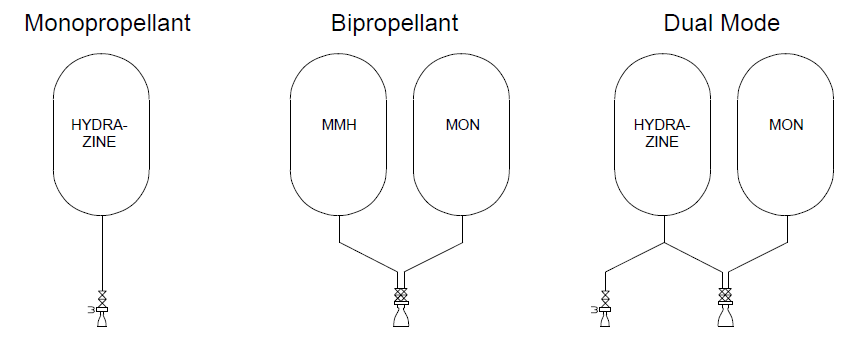 Monopropellant
Bipropellant
Dual Mode
HYDRA-
ZINE
MMH
MON
HYDRA-
ZINE
MON